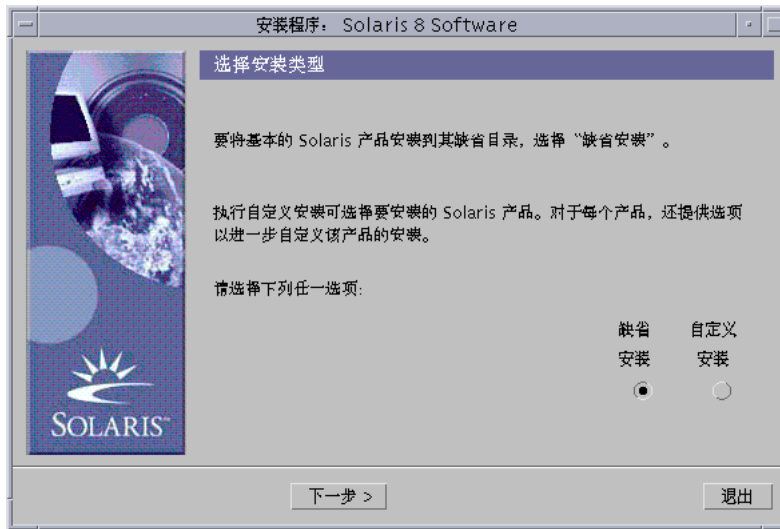 安装程序： Solaris 8 Software
选择安装类型
要将基本的 Solaris 产品安装到其缺省目录，选择“缺省安装”。
执行自定义安装可选择要安装的 Solaris 产品。对于每个产品，还提供选项
以进一步自定义该产品的安装。
请选择下列任一选项:
缺省 自定义
安装 安装
SOLARIS™
下一步 >
退出